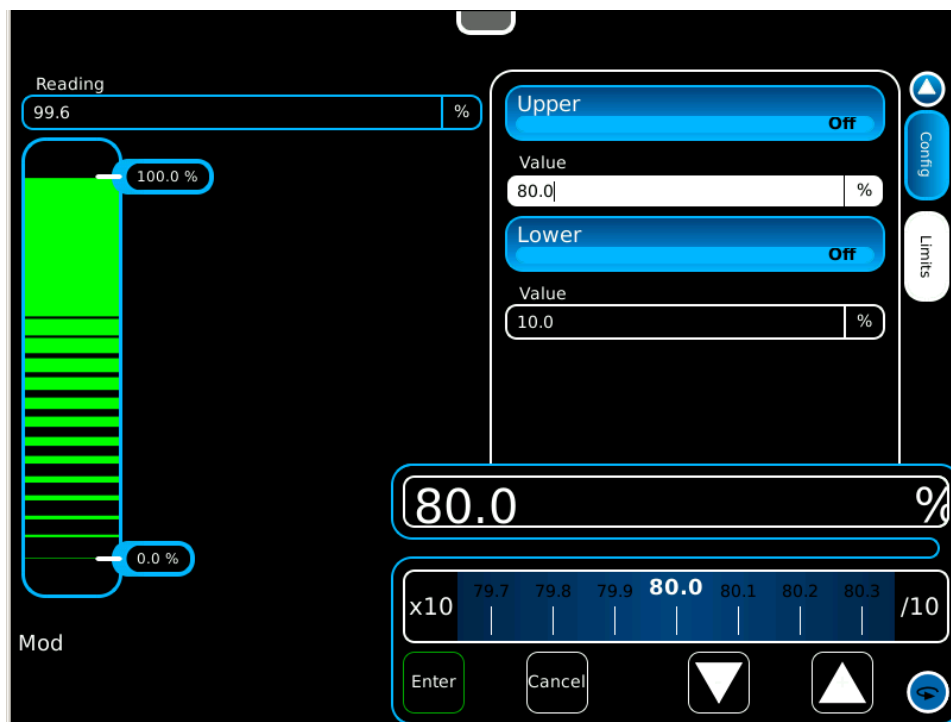 Reading
99.6 %
100.0 %
0.0 %
Mod
Upper
Off
Value
80.0 %
Lower
Off
Value
10.0 %
Config
Limits
80.0 %
x10 79.7 79.8 79.9 80.0 80.1 80.2 80.3 /10
Enter Cancel